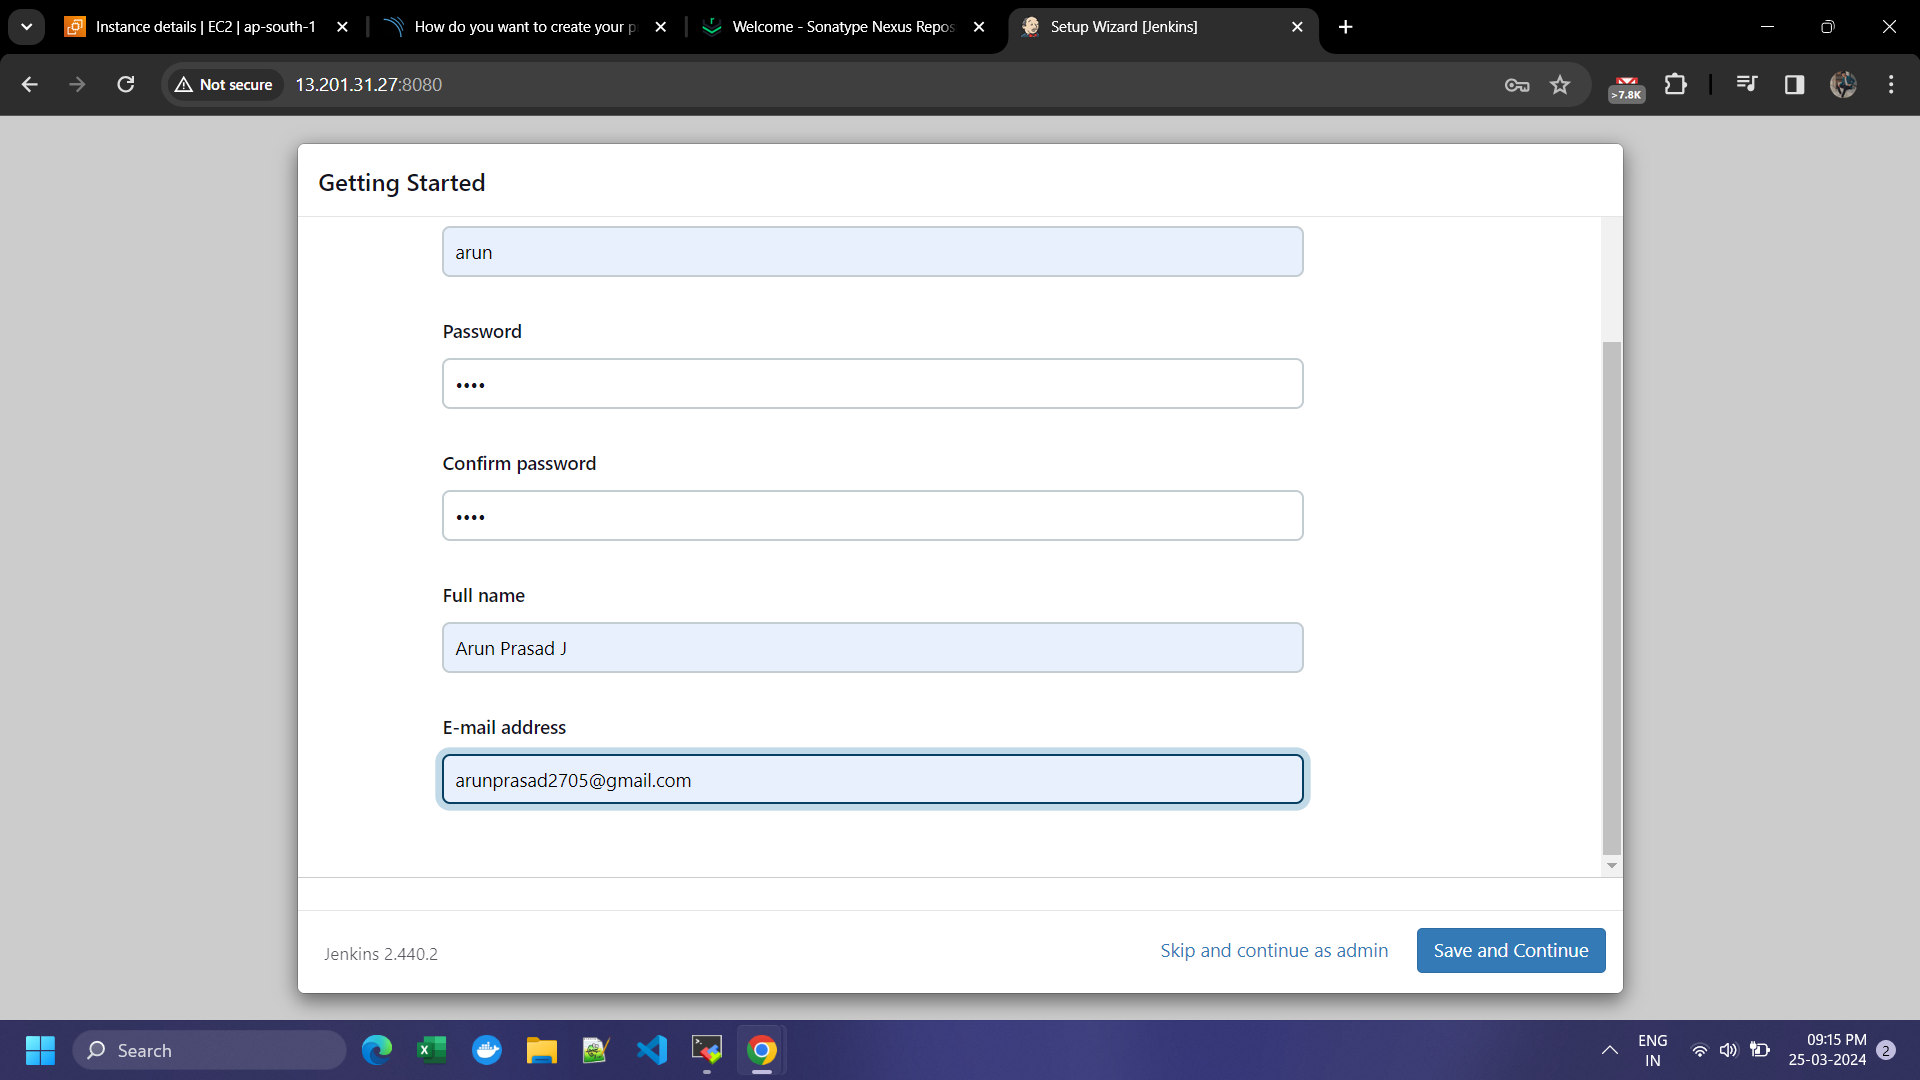 Instance details | EC2 | ap-south-1
How do you want to create your p
Welcome - Sonatype Nexus Repos
Setup Wizard [Jenkins]
Not secure
13.201.31.27:8080
>7.8K
Getting Started
arun
Password
••••
Confirm password
••••
Full name
Arun Prasad J
E-mail address
arunprasad2705@gmail.com
Jenkins 2.440.2
Skip and continue as admin
Save and Continue
Search
ENG
IN
09:15 PM
25-03-2024
2